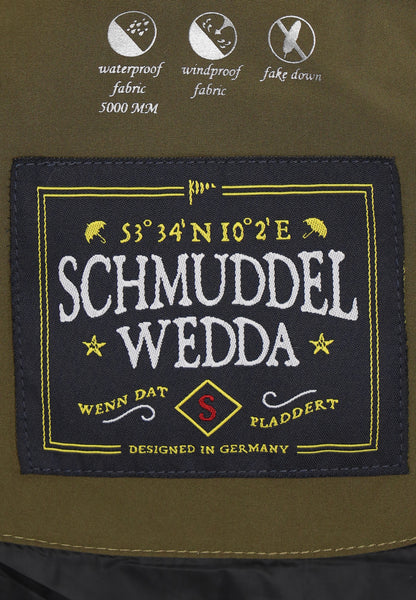 waterproof
fabric
5000 MM
windproof
fabric
fake down
53° 34' N 10° 2' E
SCHMUDDEL
WEDDA
WENN DAT
S
PLADDERT
DESIGNED IN GERMANY